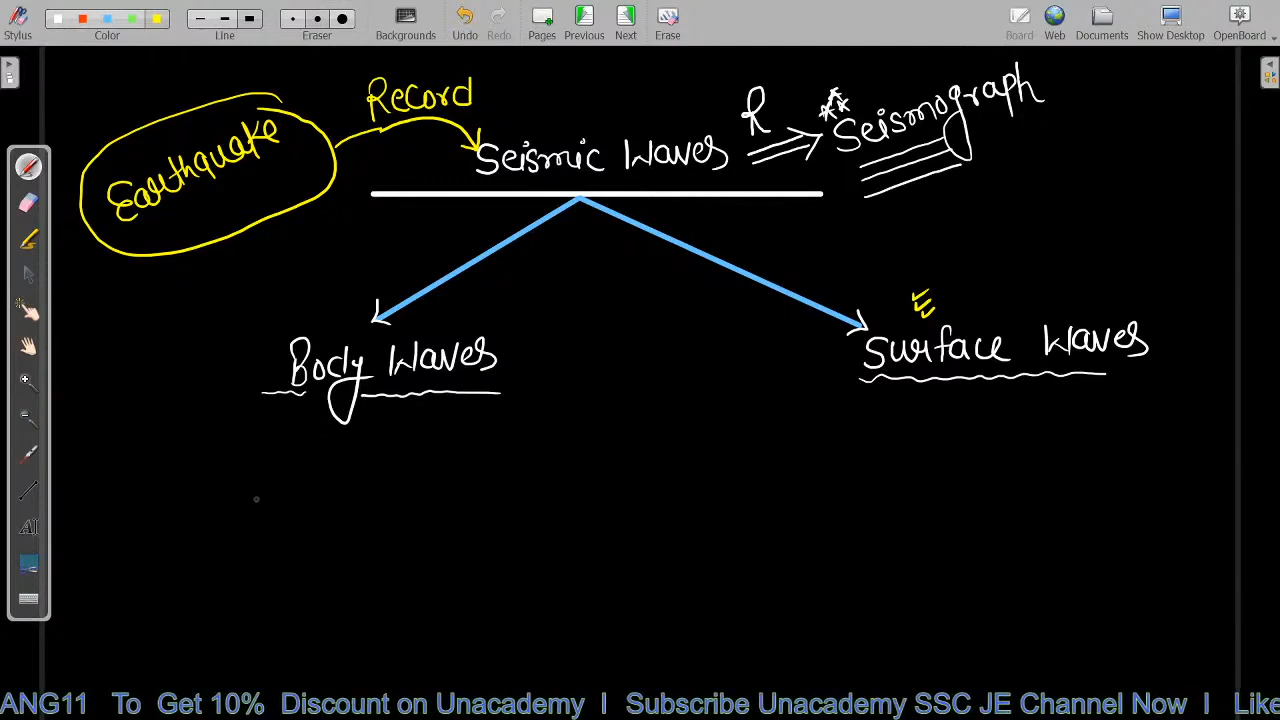 Stylus Color Line Eraser Backgrounds Undo Redo Pages Previous Next Erase Board Web Documents Show Desktop OpenBoard
Record
Earthquake
Seismic Waves R Seismograph
Body Waves Surface Waves
ANG11 To Get 10% Discount on Unacademy I Subscribe Unacademy SSC JE Channel Now I Like